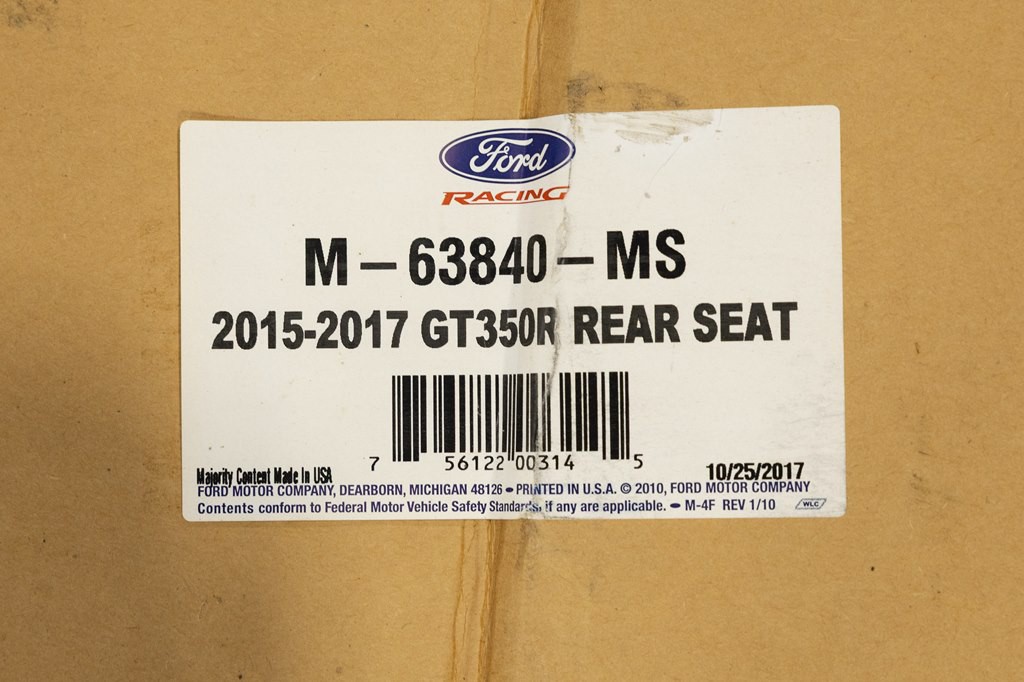 Ford
RACING
M-63840-MS
2015-2017 GT350R REAR SEAT
7 56122 00314 5
Majority Content Made In USA 10/25/2017
FORD MOTOR COMPANY, DEARBORN, MICHIGAN 48126 • PRINTED IN U.S.A. © 2010, FORD MOTOR COMPANY
Contents conform to Federal Motor Vehicle Safety Standards, if any are applicable. • M-4F REV 1/10 WLC